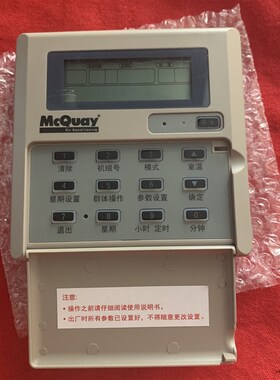 McQuay
Air Conditioning
1 2 3 ▲
清除 机组号 模式 室温
4 5 6 ▼
星期设置 群体操作 参数设置 确定
7 8 9 0
退出 星期 小时 定时 分钟
注意:
• 操作之前请仔细阅读使用说明书。
• 出厂时所有参数已设置好，不得随意更改设置。